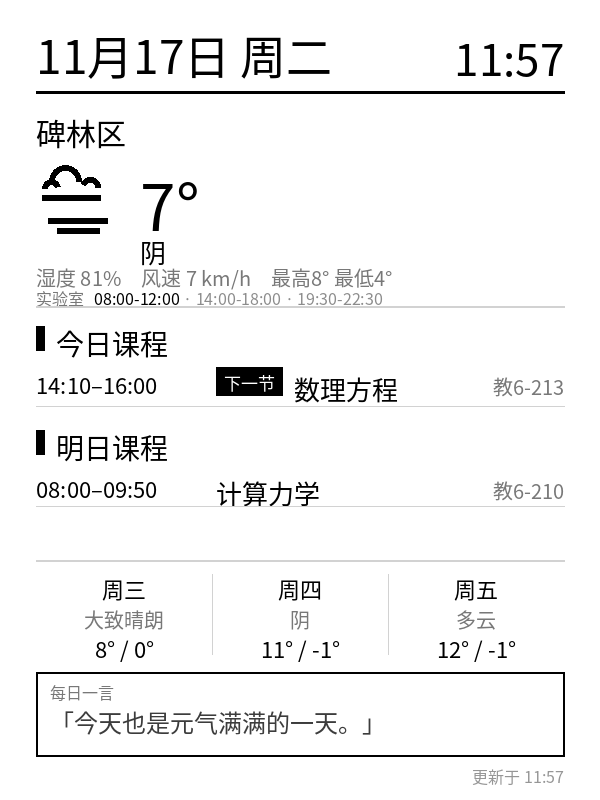 11月17日 周二 11:57
碑林区
7°
阴
湿度 81% 风速 7 km/h 最高8° 最低4°
实验室 08:00-12:00 · 14:00-18:00 · 19:30-22:30
今日课程
14:10–16:00 下一节 数理方程 教6-213
明日课程
08:00–09:50 计算力学 教6-210
周三 周四 周五
大致晴朗 阴 多云
8° / 0° 11° / -1° 12° / -1°
每日一言
「今天也是元气满满的一天。」
更新于 11:57